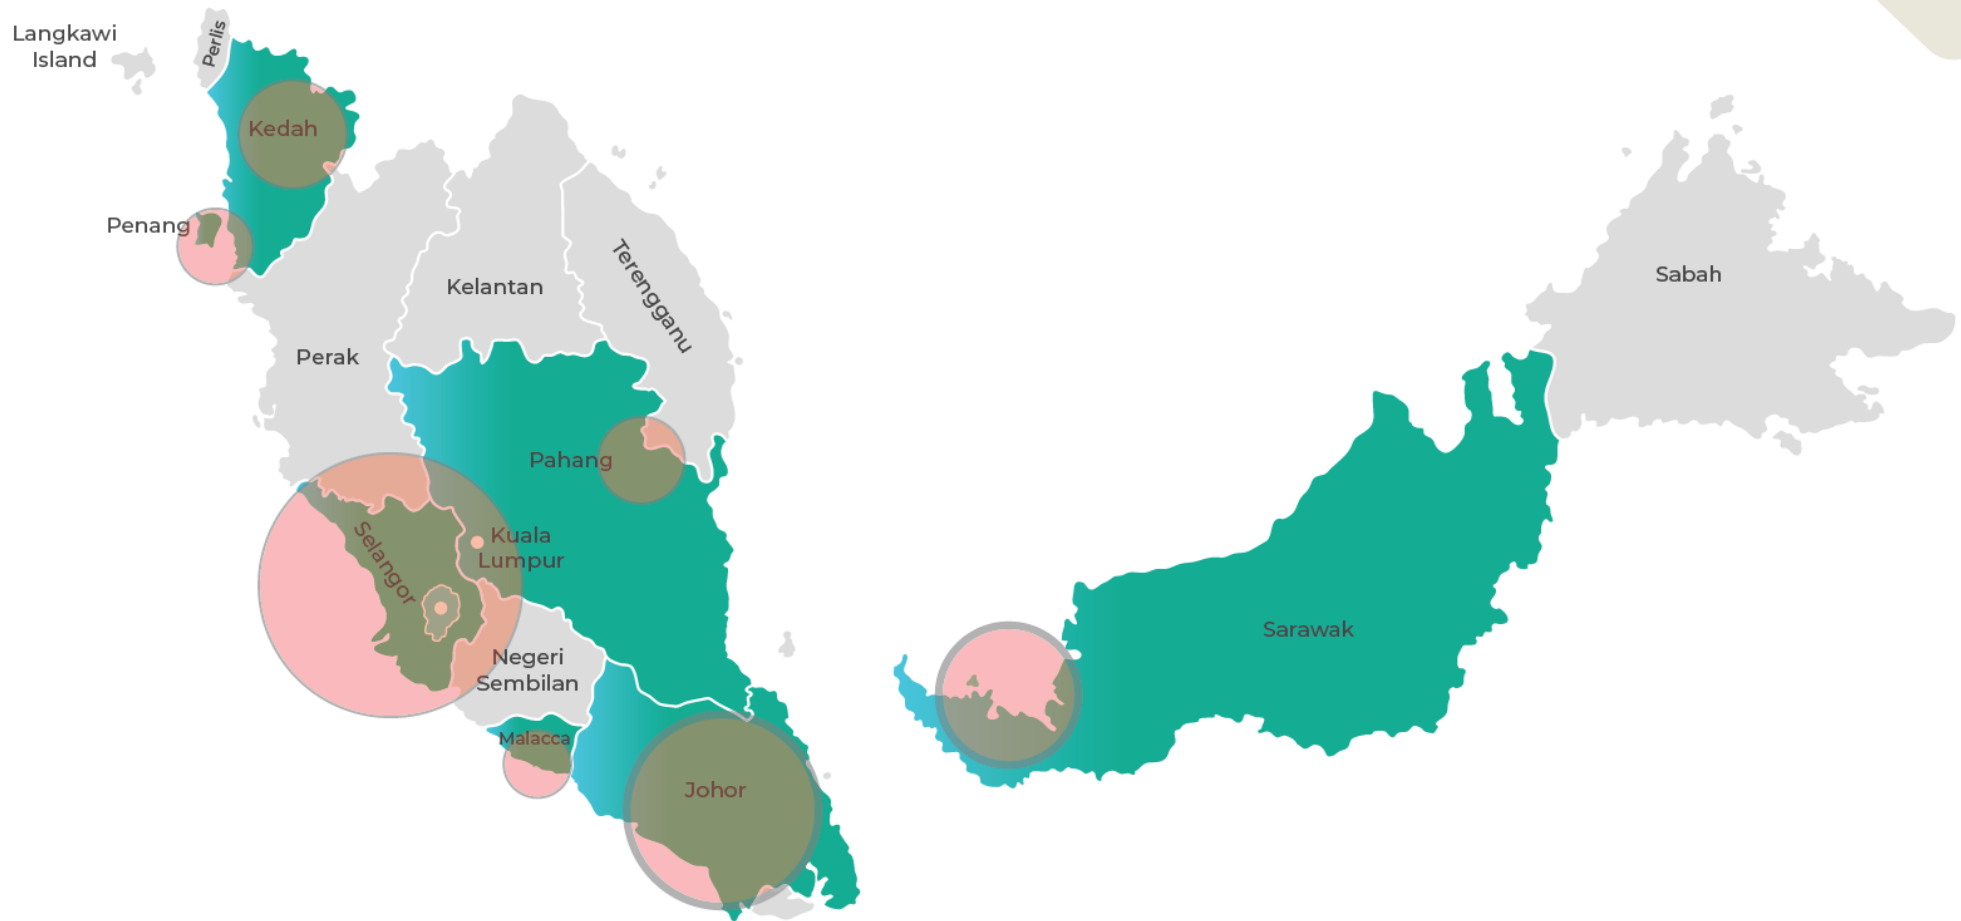 Langkawi
Island
Perlis
Kedah
Penang
Kelantan
Terengganu
Perak
Pahang
Selangor
Kuala
Lumpur
Negeri
Sembilan
Malacca
Johor
Sabah
Sarawak